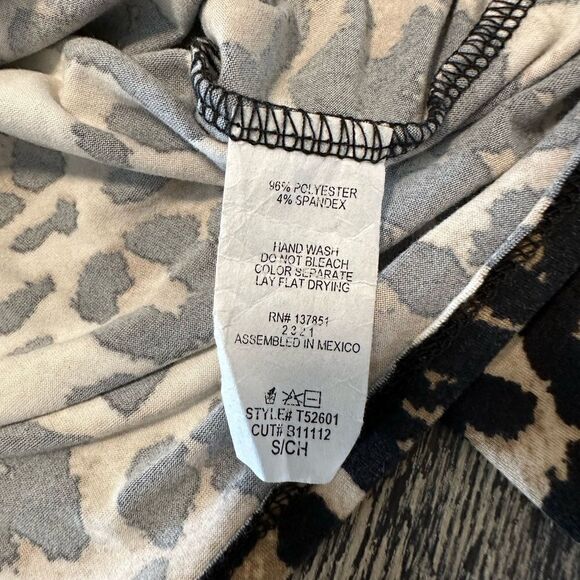 96% POLYESTER
4% SPANDEX
HAND WASH
DO NOT BLEACH
COLOR SEPARATE
LAY FLAT DRYING
RN# 137851
2 3 2 1
ASSEMBLED IN MEXICO
STYLE# T52601
CUT# B11112
S/CH